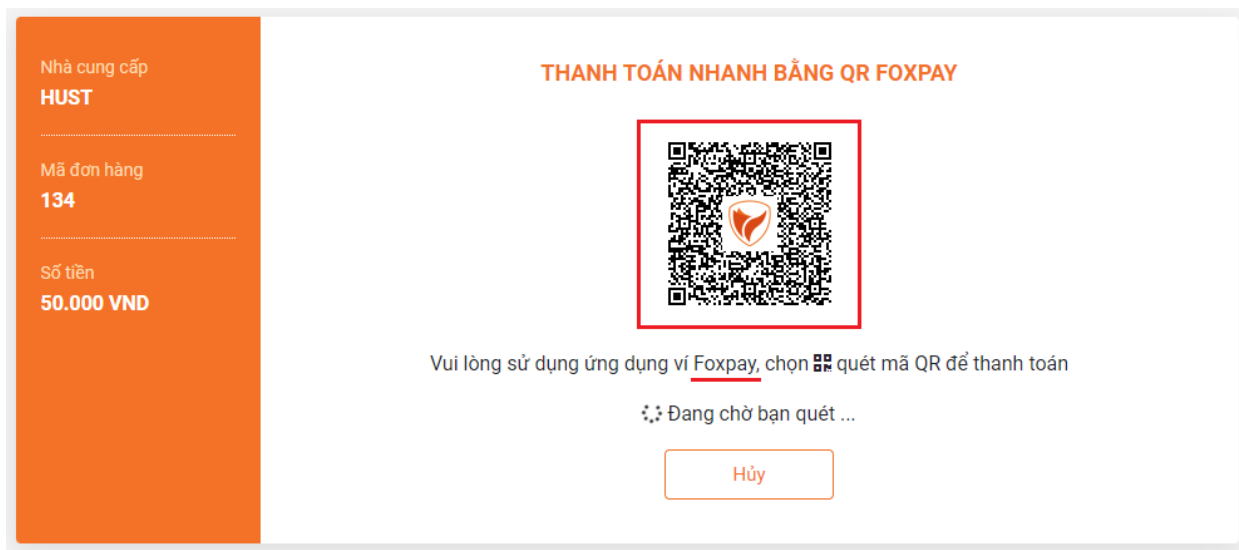 Nhà cung cấp
HUST
Mã đơn hàng
134
Số tiền
50.000 VND
THANH TOÁN NHANH BẰNG QR FOXPAY
Vui lòng sử dụng ứng dụng ví Foxpay, chọn quét mã QR để thanh toán
Đang chờ bạn quét ...
Hủy